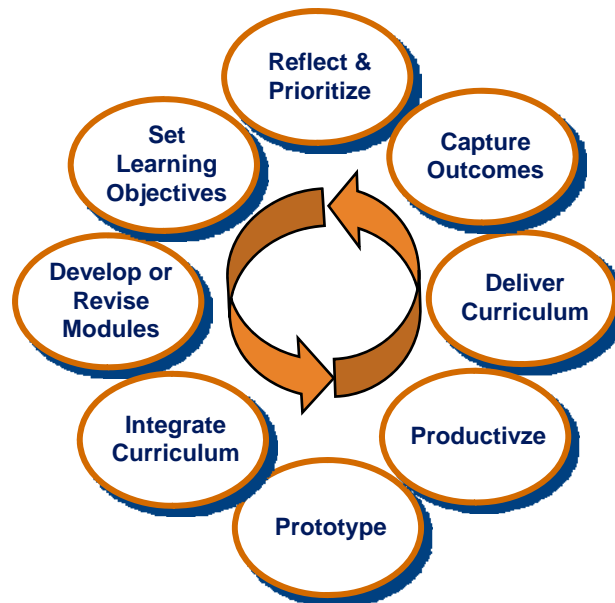 Reflect &
Prioritize
Set
Learning
Objectives
Capture
Outcomes
Develop or
Revise
Modules
Deliver
Curriculum
Integrate
Curriculum
Productivze
Prototype